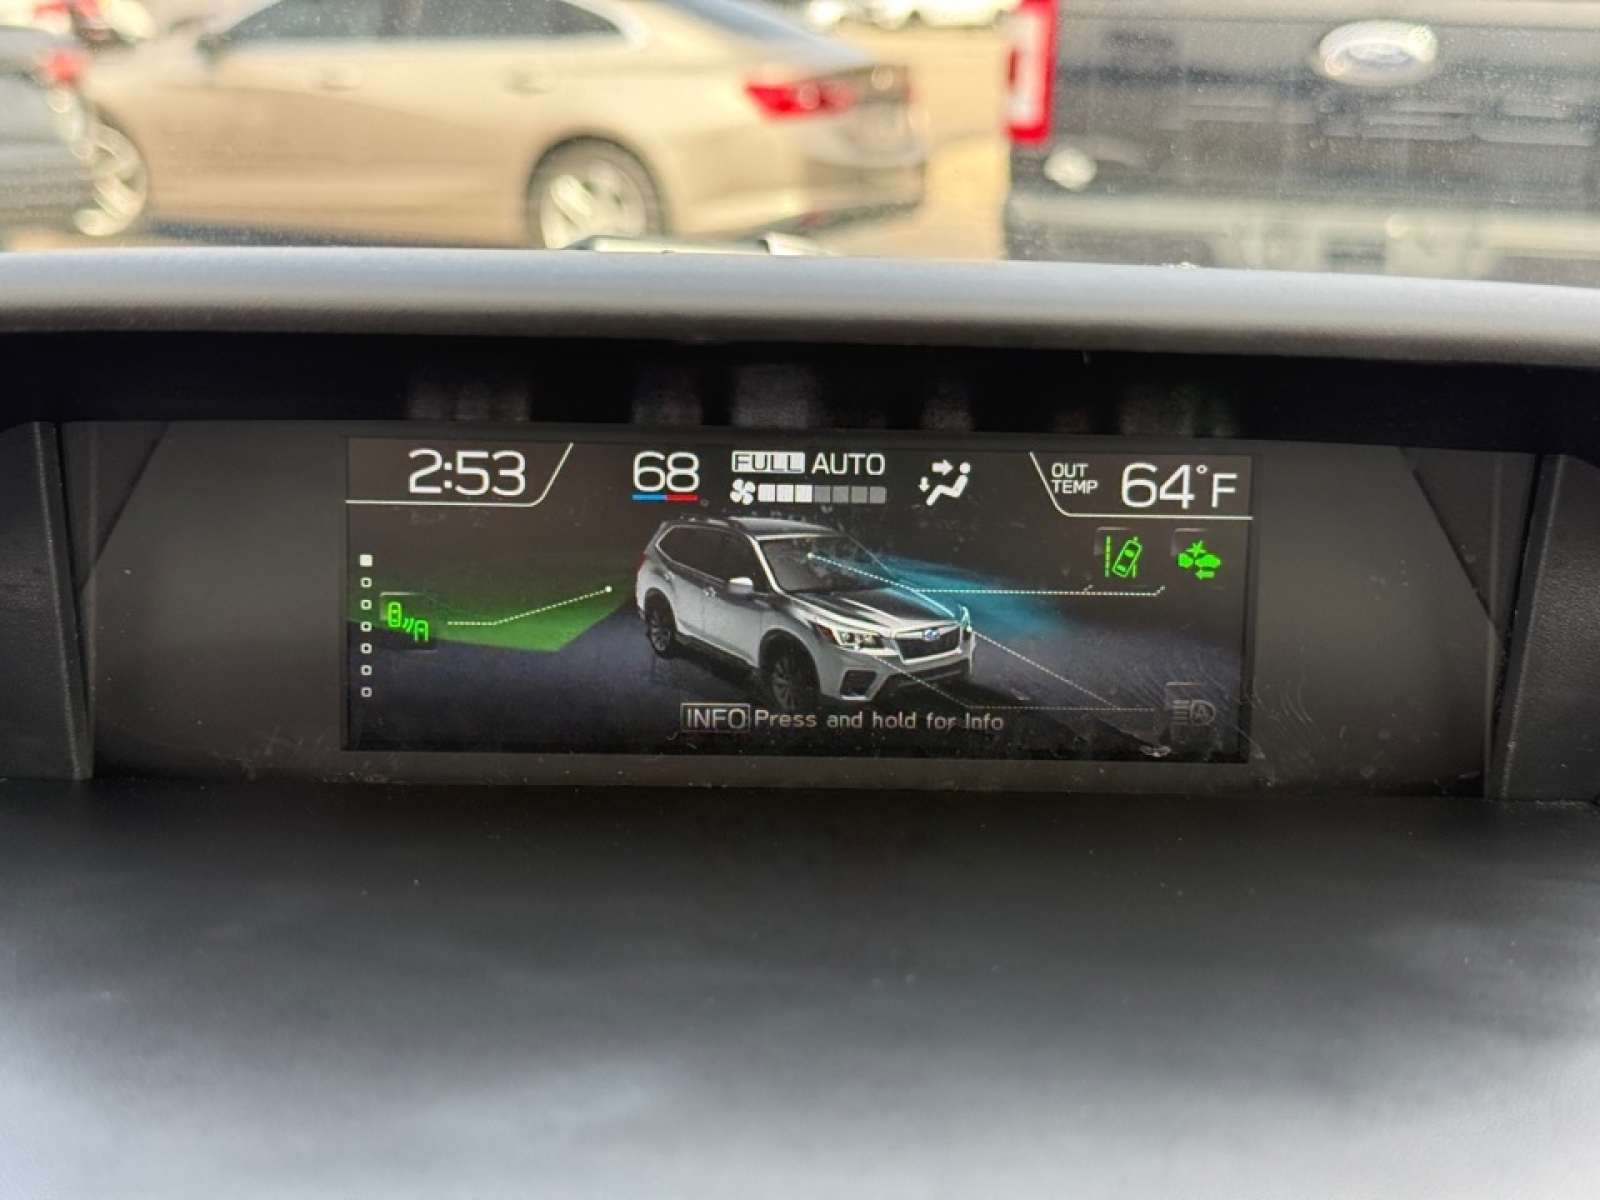 2:53
68
FULL AUTO
OUT TEMP
64°F
INFO Press and hold for Info